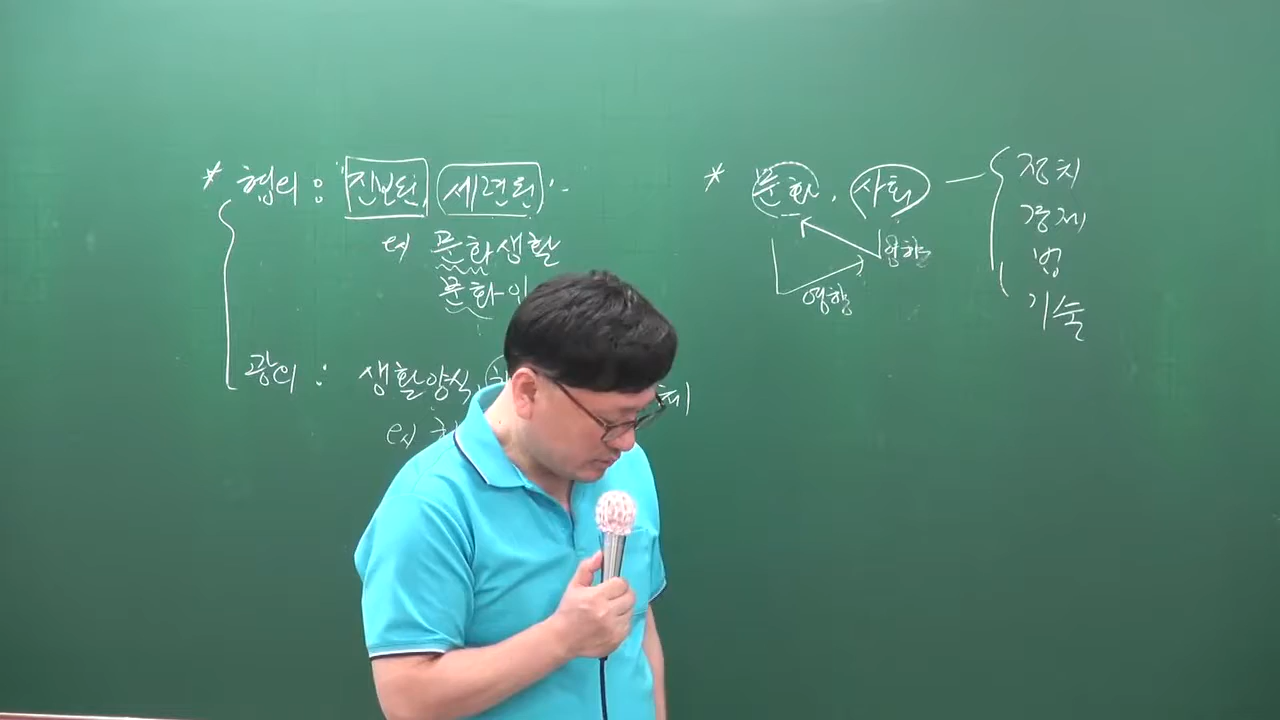 * 협의 : 진보된, 세련된
ex 문화생활
문화인
광의 : 생활양식,
ex
* 문화, 사회 — 정치
경제
법
기술
영향
영향